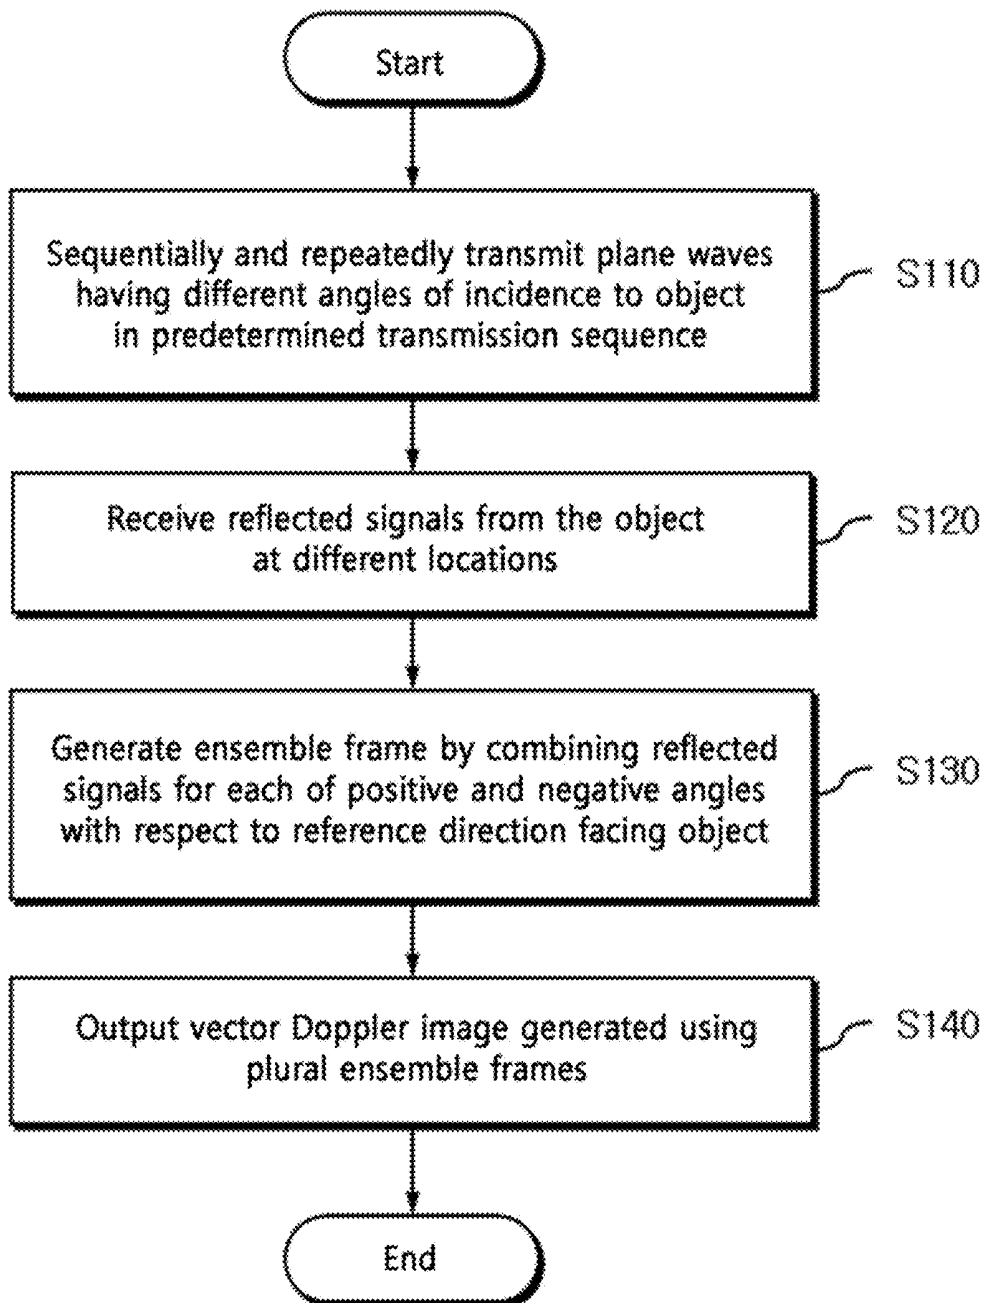 Start
Sequentially and repeatedly transmit plane waves
having different angles of incidence to object
in predetermined transmission sequence
S110
Receive reflected signals from the object
at different locations
S120
Generate ensemble frame by combining reflected
signals for each of positive and negative angles
with respect to reference direction facing object
S130
Output vector Doppler image generated using
plural ensemble frames
S140
End